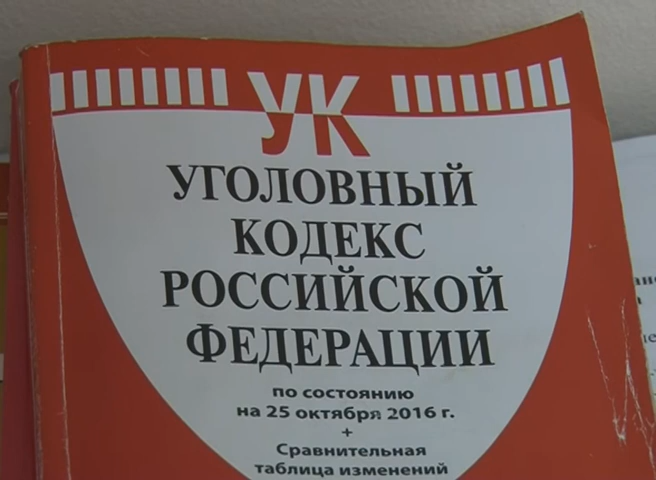 УК
УГОЛОВНЫЙ
КОДЕКС
РОССИЙСКОЙ
ФЕДЕРАЦИИ
по состоянию
на 25 октября 2016 г.
+
Сравнительная
таблица изменений